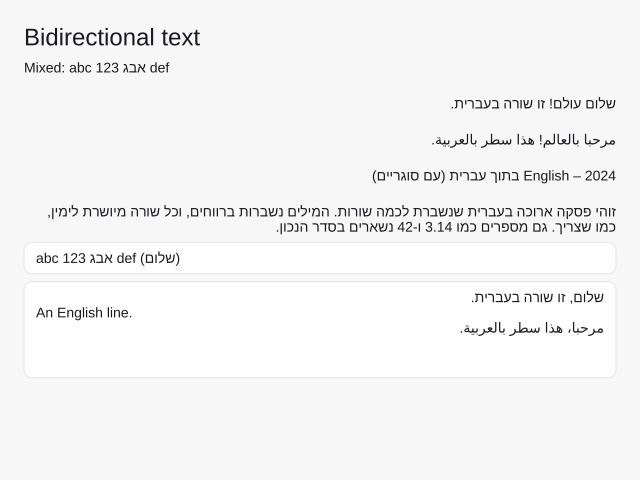 Bidirectional text
Mixed: abc 123 אבג def
שלום עולם! זו שורה בעברית.
مرحبا بالعالم! هذا سطر بالعربية.
English – 2024 בתוך עברית (עם סוגריים)
זוהי פסקה ארוכה בעברית שנשברת לכמה שורות. המילים נשברות ברווחים, וכל שורה מיושרת לימין,
כמו שצריך. גם מספרים כמו 3.14 ו-42 נשארים בסדר הנכון.
abc 123 אבג def (שלום)
שלום, זו שורה בעברית.
An English line.
مرحبا، هذا سطر بالعربية.